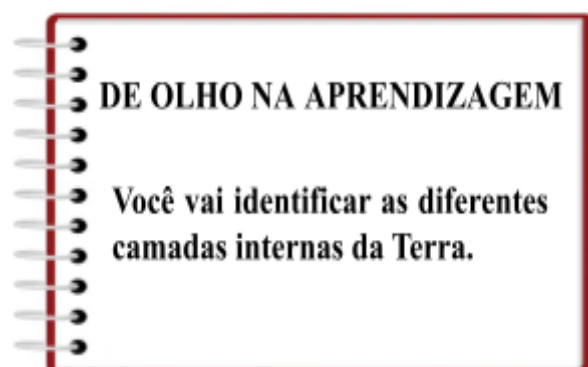 DE OLHO NA APRENDIZAGEM
Você vai identificar as diferentes
camadas internas da Terra.